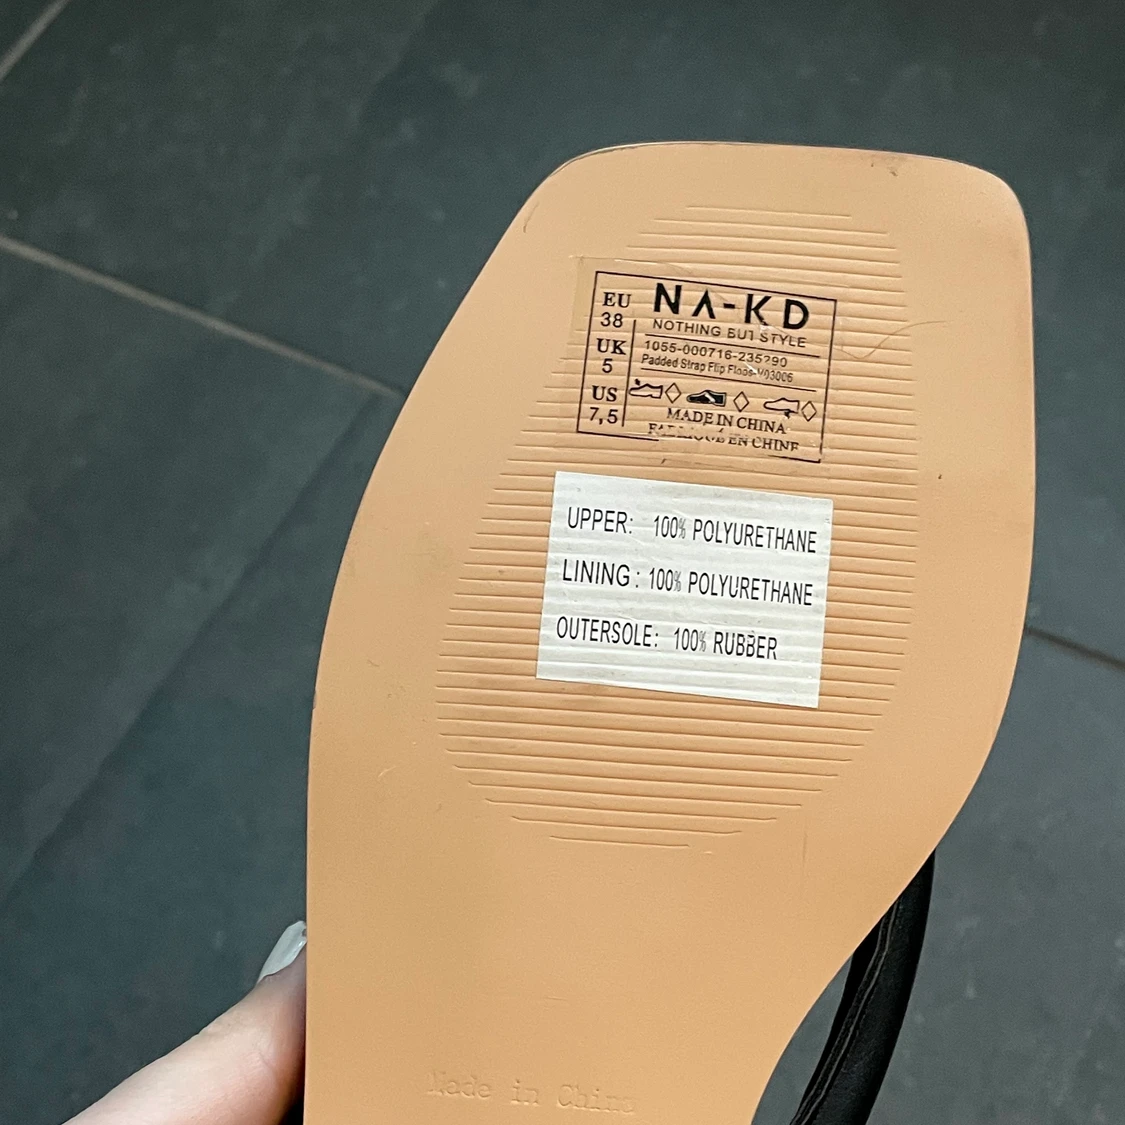 EU
38
UK
5
US
7,5
NA-KD
NOTHING BUT STYLE
1055-000716-235290
Padded Strap Flip Flops-Y03006
MADE IN CHINA
FABRIQUÉ EN CHINE
UPPER: 100% POLYURETHANE
LINING: 100% POLYURETHANE
OUTERSOLE: 100% RUBBER
Made in China